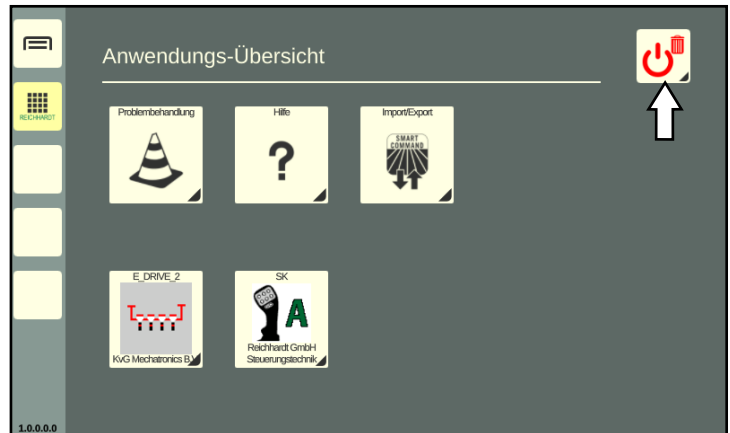 Anwendungs-Übersicht
REICHHARDT
Problembehandlung
Hilfe
?
Import/Export
SMART
COMMAND
E_DRIVE_2
KvG Mechatronics B.V
SK
A
Reichhardt GmbH
Steuerungstechnik
1.0.0.0.0